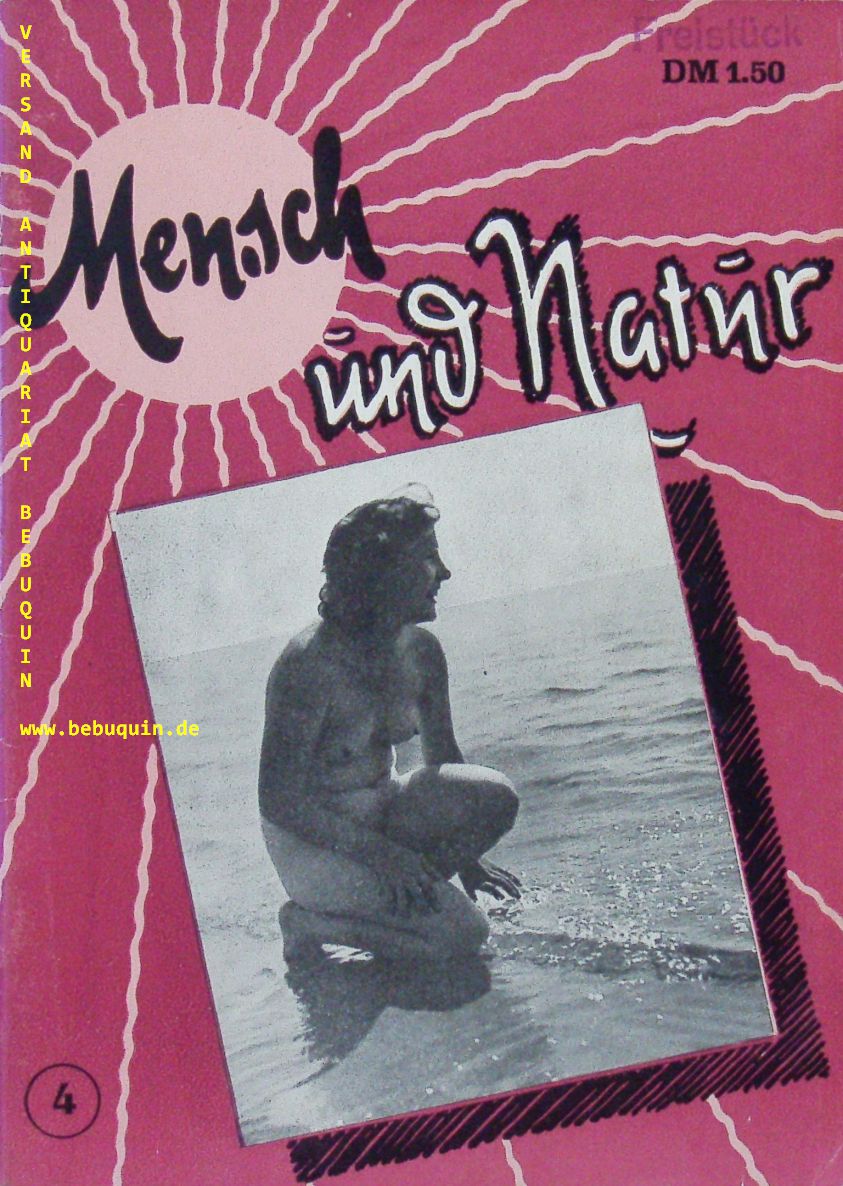 Freistück
DM 1.50
Mensch
und Natur
4
VERSAND ANTIQUARIAT BEBUQUIN
www.bebuquin.de